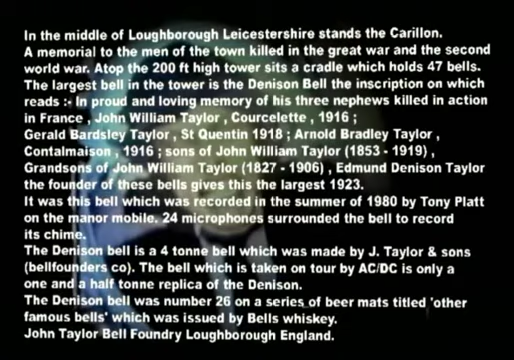 In the middle of Loughborough Leicestershire stands the Carillon.
A memorial to the men of the town killed in the great war and the second
world war. Atop the 200 ft high tower sits a cradle which holds 47 bells.
The largest bell in the tower is the Denison Bell the inscription on which
reads :- In proud and loving memory of his three nephews killed in action
in France , John William Taylor , Courcelette , 1916 ;
Gerald Bardsley Taylor , St Quentin 1918 ; Arnold Bradley Taylor ,
Contalmaison , 1916 ; sons of John William Taylor (1853 - 1919) ,
Grandsons of John William Taylor (1827 - 1906) , Edmund Denison Taylor
the founder of these bells gives this the largest 1923.
It was this bell which was recorded in the summer of 1980 by Tony Platt
on the manor mobile. 24 microphones surrounded the bell to record
its chime.
The Denison bell is a 4 tonne bell which was made by J. Taylor & sons
(bellfounders co). The bell which is taken on tour by AC/DC is only a
one and a half tonne replica of the Denison.
The Denison bell was number 26 on a series of beer mats titled 'other
famous bells' which was issued by Bells whiskey.
John Taylor Bell Foundry Loughborough England.